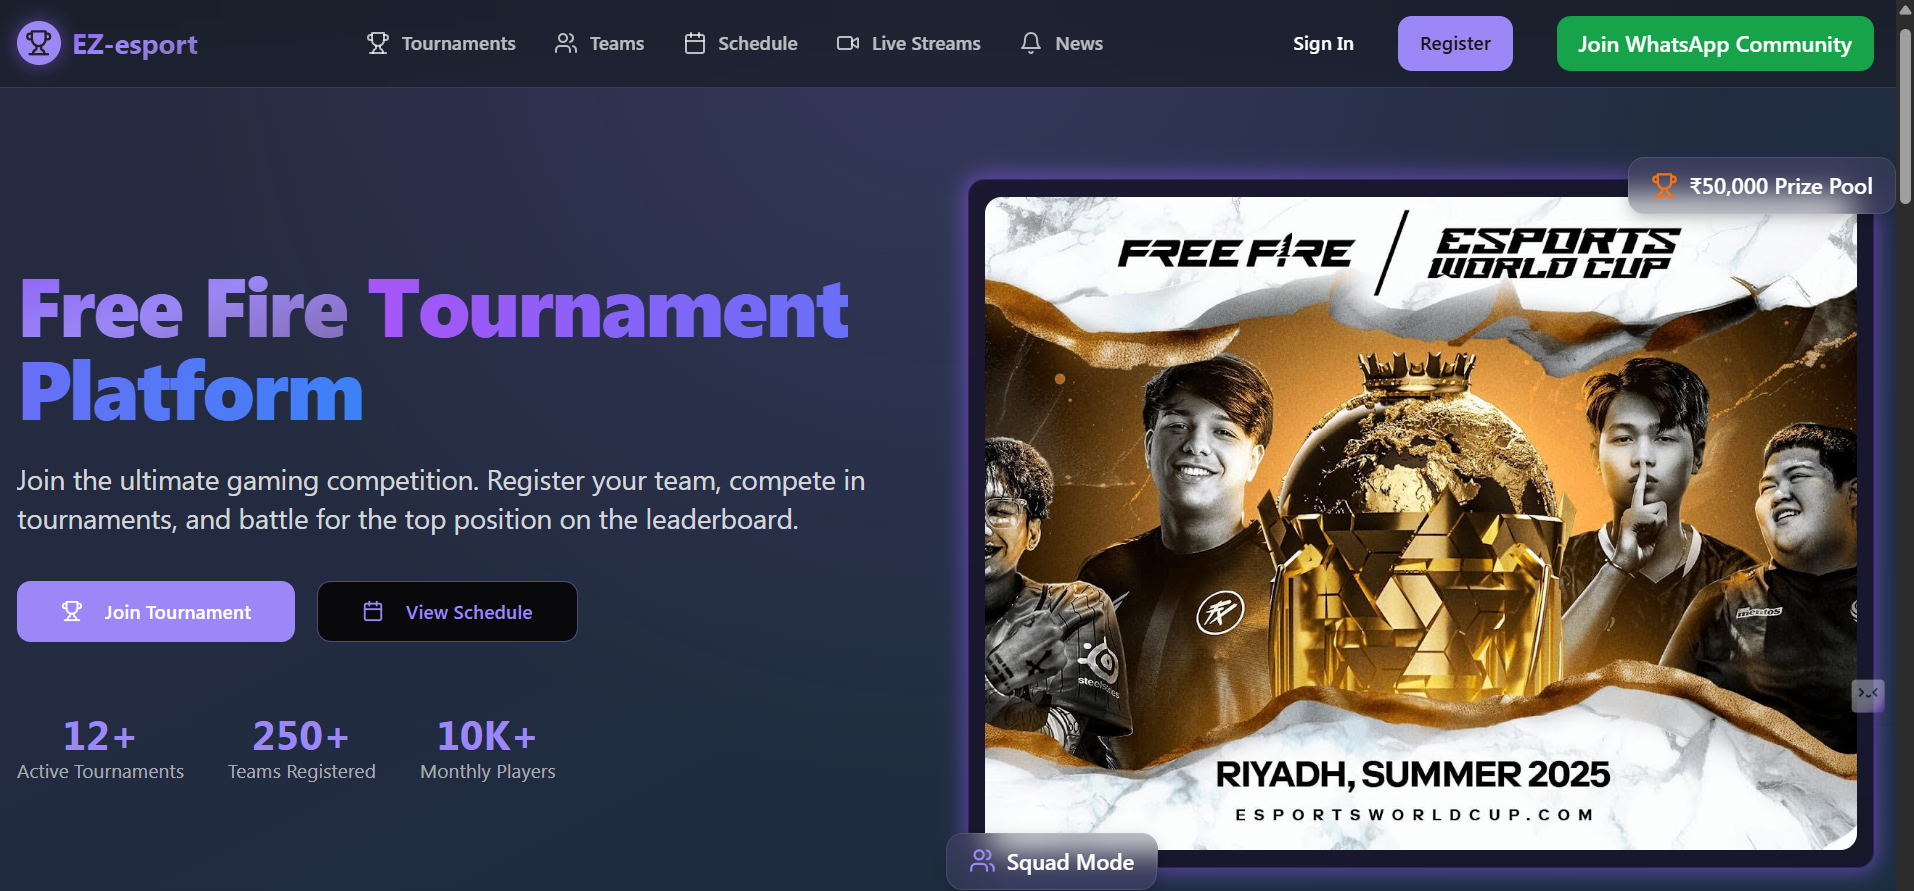 EZ-esport
Tournaments
Teams
Schedule
Live Streams
News
Sign In
Register
Join WhatsApp Community
Free Fire Tournament
Platform
Join the ultimate gaming competition. Register your team, compete in
tournaments, and battle for the top position on the leaderboard.
Join Tournament
View Schedule
12+
Active Tournaments
250+
Teams Registered
10K+
Monthly Players
₹50,000 Prize Pool
FREE FIRE
ESPORTS
WORLD CUP
RIYADH, SUMMER 2025
ESPORTSWORLDCUP.COM
Squad Mode